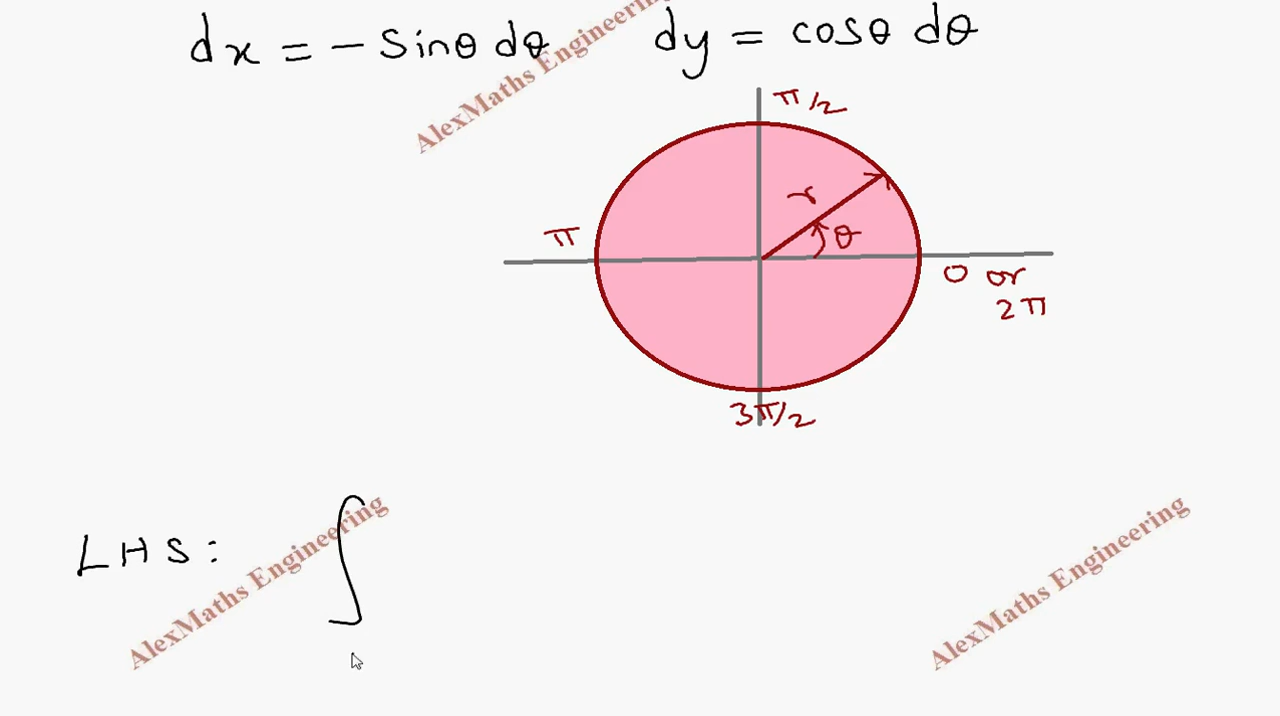 dx = - sinθ dθ    dy = cosθ dθ
AlexMaths Engineering
π/2
r
θ
π
0 or
2π
3π/2
LHS: ∫
AlexMaths Engineering
AlexMaths Engineering